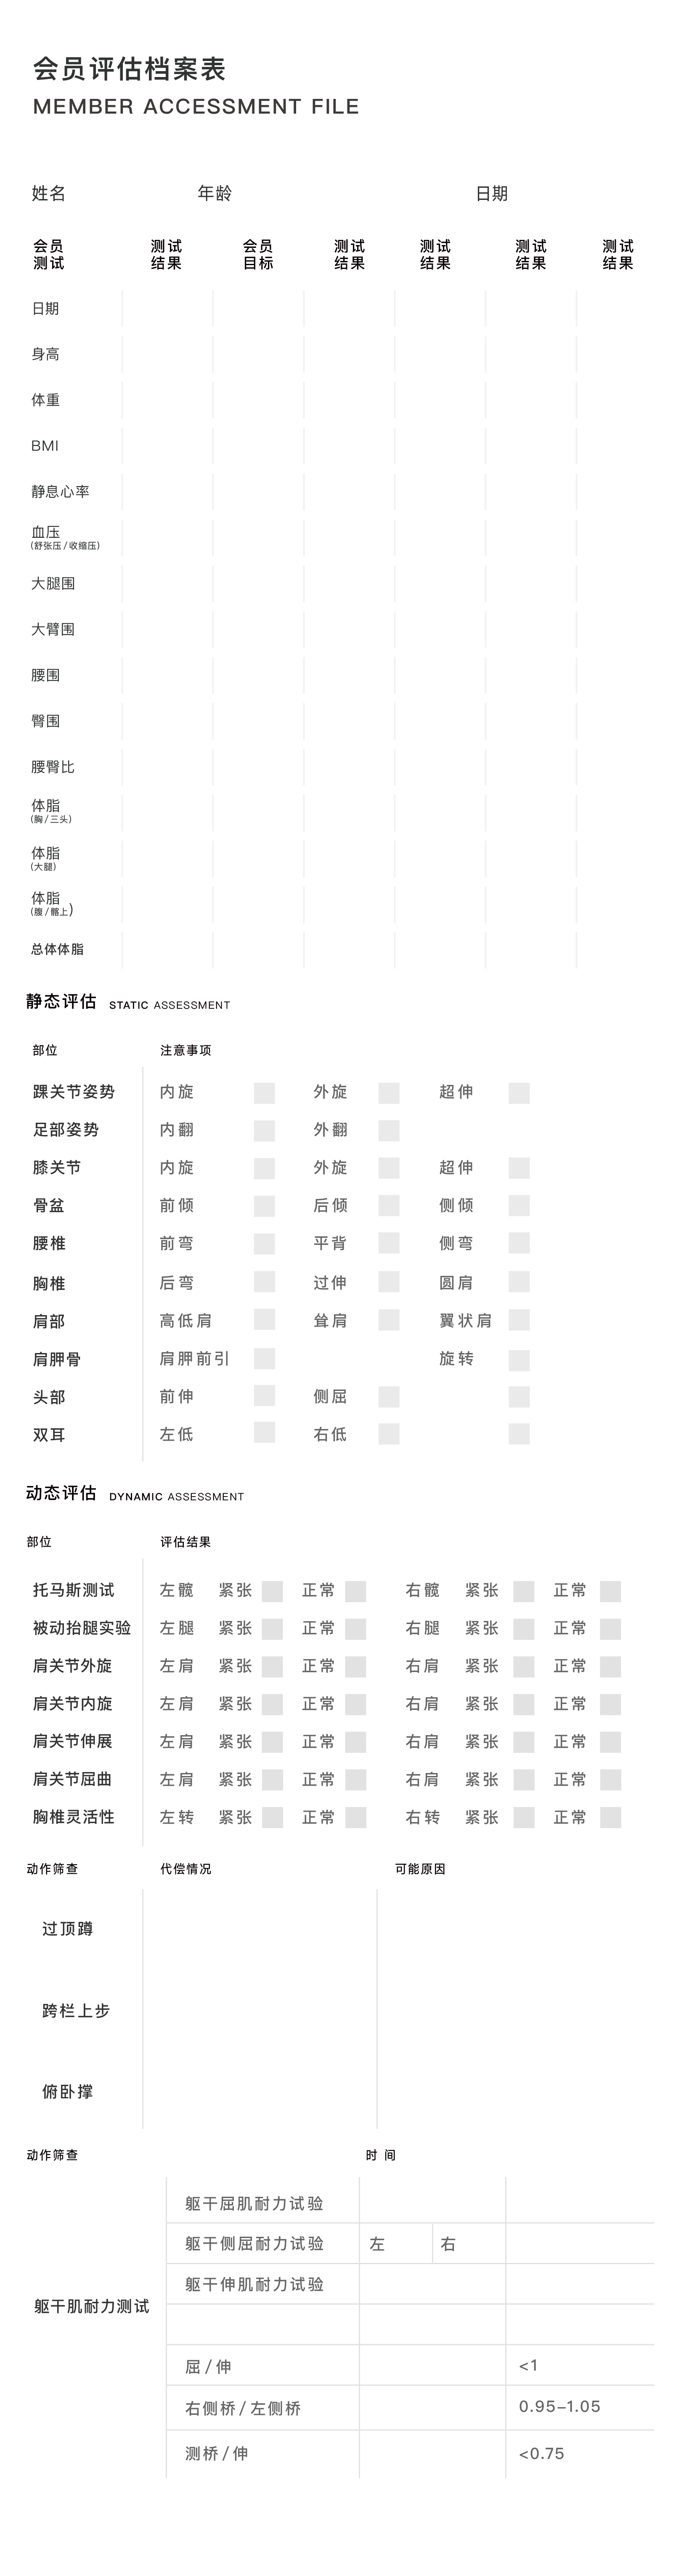 会员评估档案表
MEMBER ACCESSMENT FILE
姓名 年龄 日期
会员 测试 会员 测试 测试 测试 测试
测试 结果 目标 结果 结果 结果 结果
日期
身高
体重
BMI
静息心率
血压
(舒张压/收缩压)
大腿围
大臂围
腰围
臀围
腰臀比
体脂
(胸/三头)
体脂
(大腿)
体脂
(腹/髂上)
总体体脂
静态评估 STATIC ASSESSMENT
部位 注意事项
踝关节姿势 内旋 外旋 超伸
足部姿势 内翻 外翻
膝关节 内旋 外旋 超伸
骨盆 前倾 后倾 侧倾
腰椎 前弯 平背 侧弯
胸椎 后弯 过伸 圆肩
肩部 高低肩 耸肩 翼状肩
肩胛骨 肩胛前引 旋转
头部 前伸 侧屈
双耳 左低 右低
动态评估 DYNAMIC ASSESSMENT
部位 评估结果
托马斯测试 左髋 紧张 正常 右髋 紧张 正常
被动抬腿实验 左腿 紧张 正常 右腿 紧张 正常
肩关节外旋 左肩 紧张 正常 右肩 紧张 正常
肩关节内旋 左肩 紧张 正常 右肩 紧张 正常
肩关节伸展 左肩 紧张 正常 右肩 紧张 正常
肩关节屈曲 左肩 紧张 正常 右肩 紧张 正常
胸椎灵活性 左转 紧张 正常 右转 紧张 正常
动作筛查 代偿情况 可能原因
过顶蹲
跨栏上步
俯卧撑
动作筛查 时 间
躯干屈肌耐力试验
躯干侧屈耐力试验 左 右
躯干伸肌耐力试验
躯干肌耐力测试
屈/伸 <1
右侧桥/左侧桥 0.95–1.05
测桥/伸 <0.75